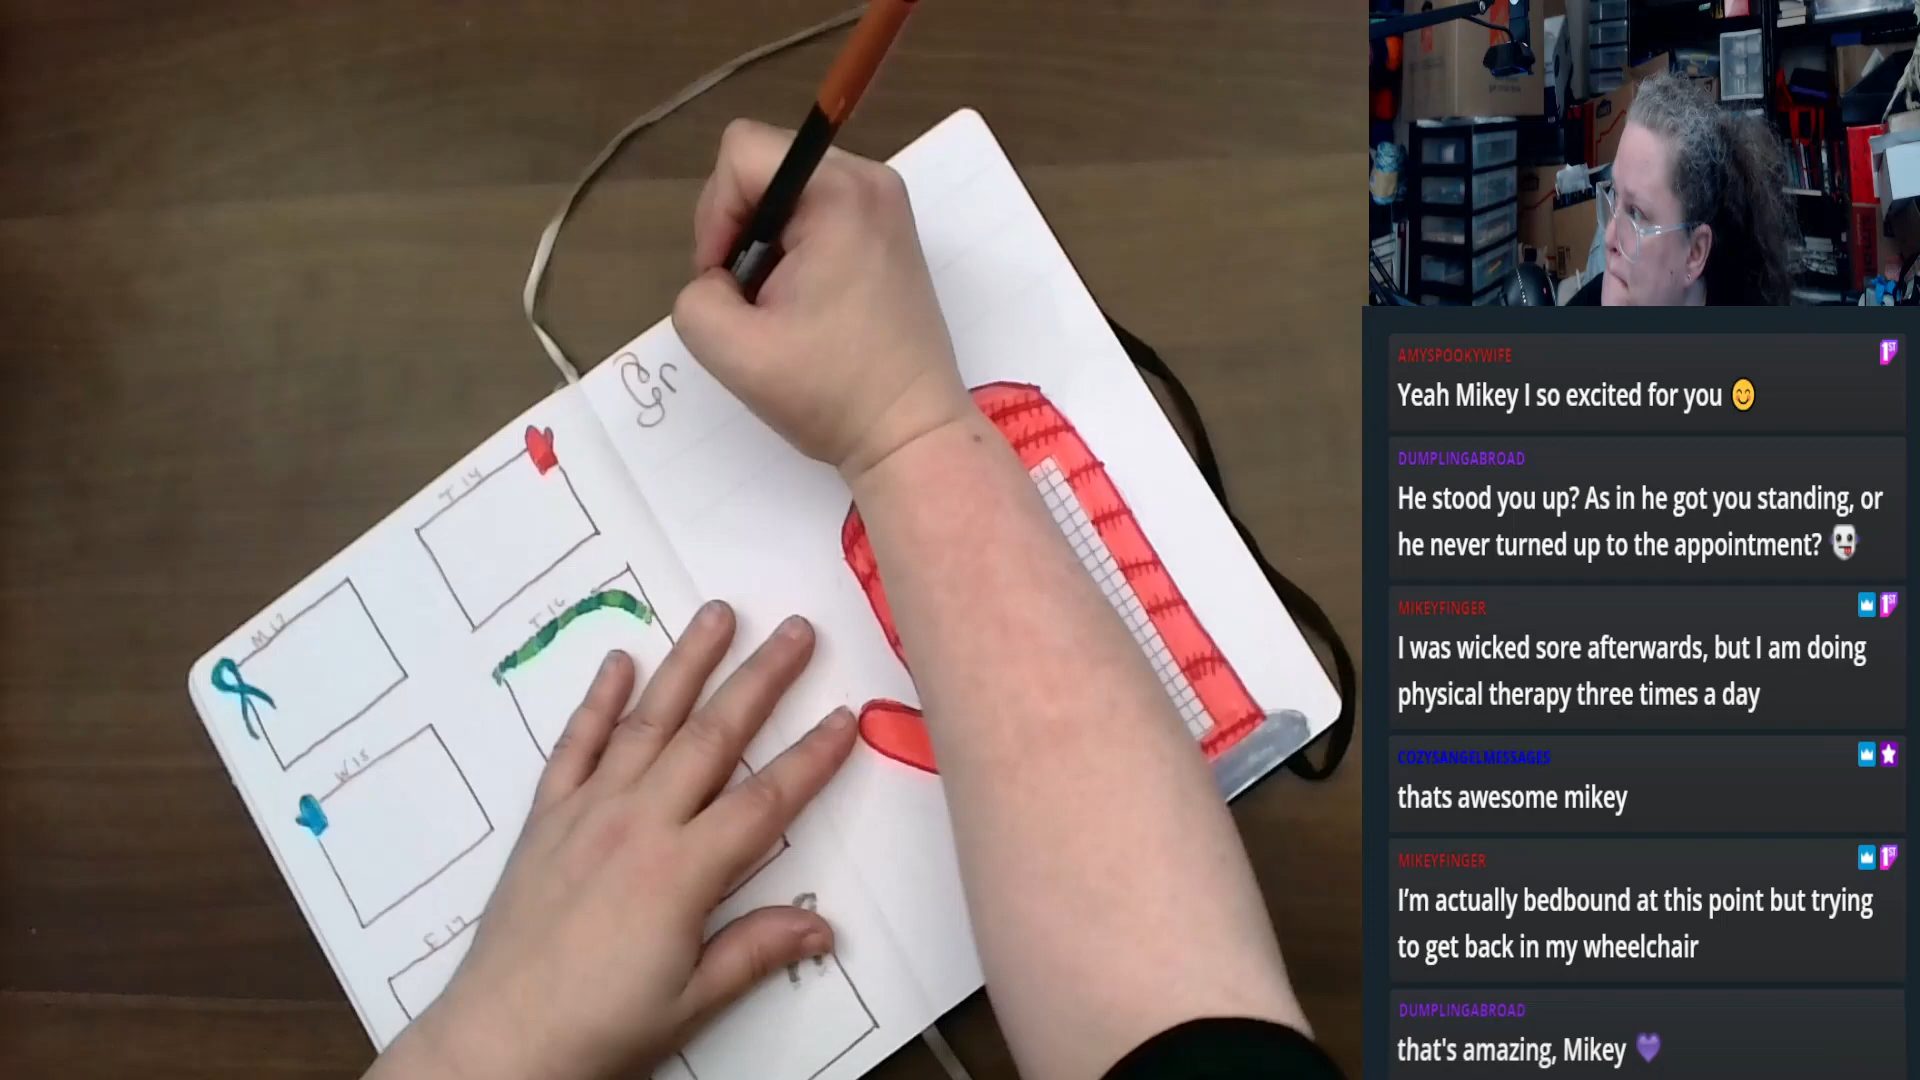 T 14
M 13
T 16
W 15
F 17
AMYSPOOKYWIFE
Yeah Mikey I so excited for you 😊
DUMPLINGABROAD
He stood you up? As in he got you standing, or
he never turned up to the appointment? 👻
MIKEYFINGER
I was wicked sore afterwards, but I am doing
physical therapy three times a day
COZYSANGELMESSAGES
thats awesome mikey
MIKEYFINGER
I’m actually bedbound at this point but trying
to get back in my wheelchair
DUMPLINGABROAD
that's amazing, Mikey 💜